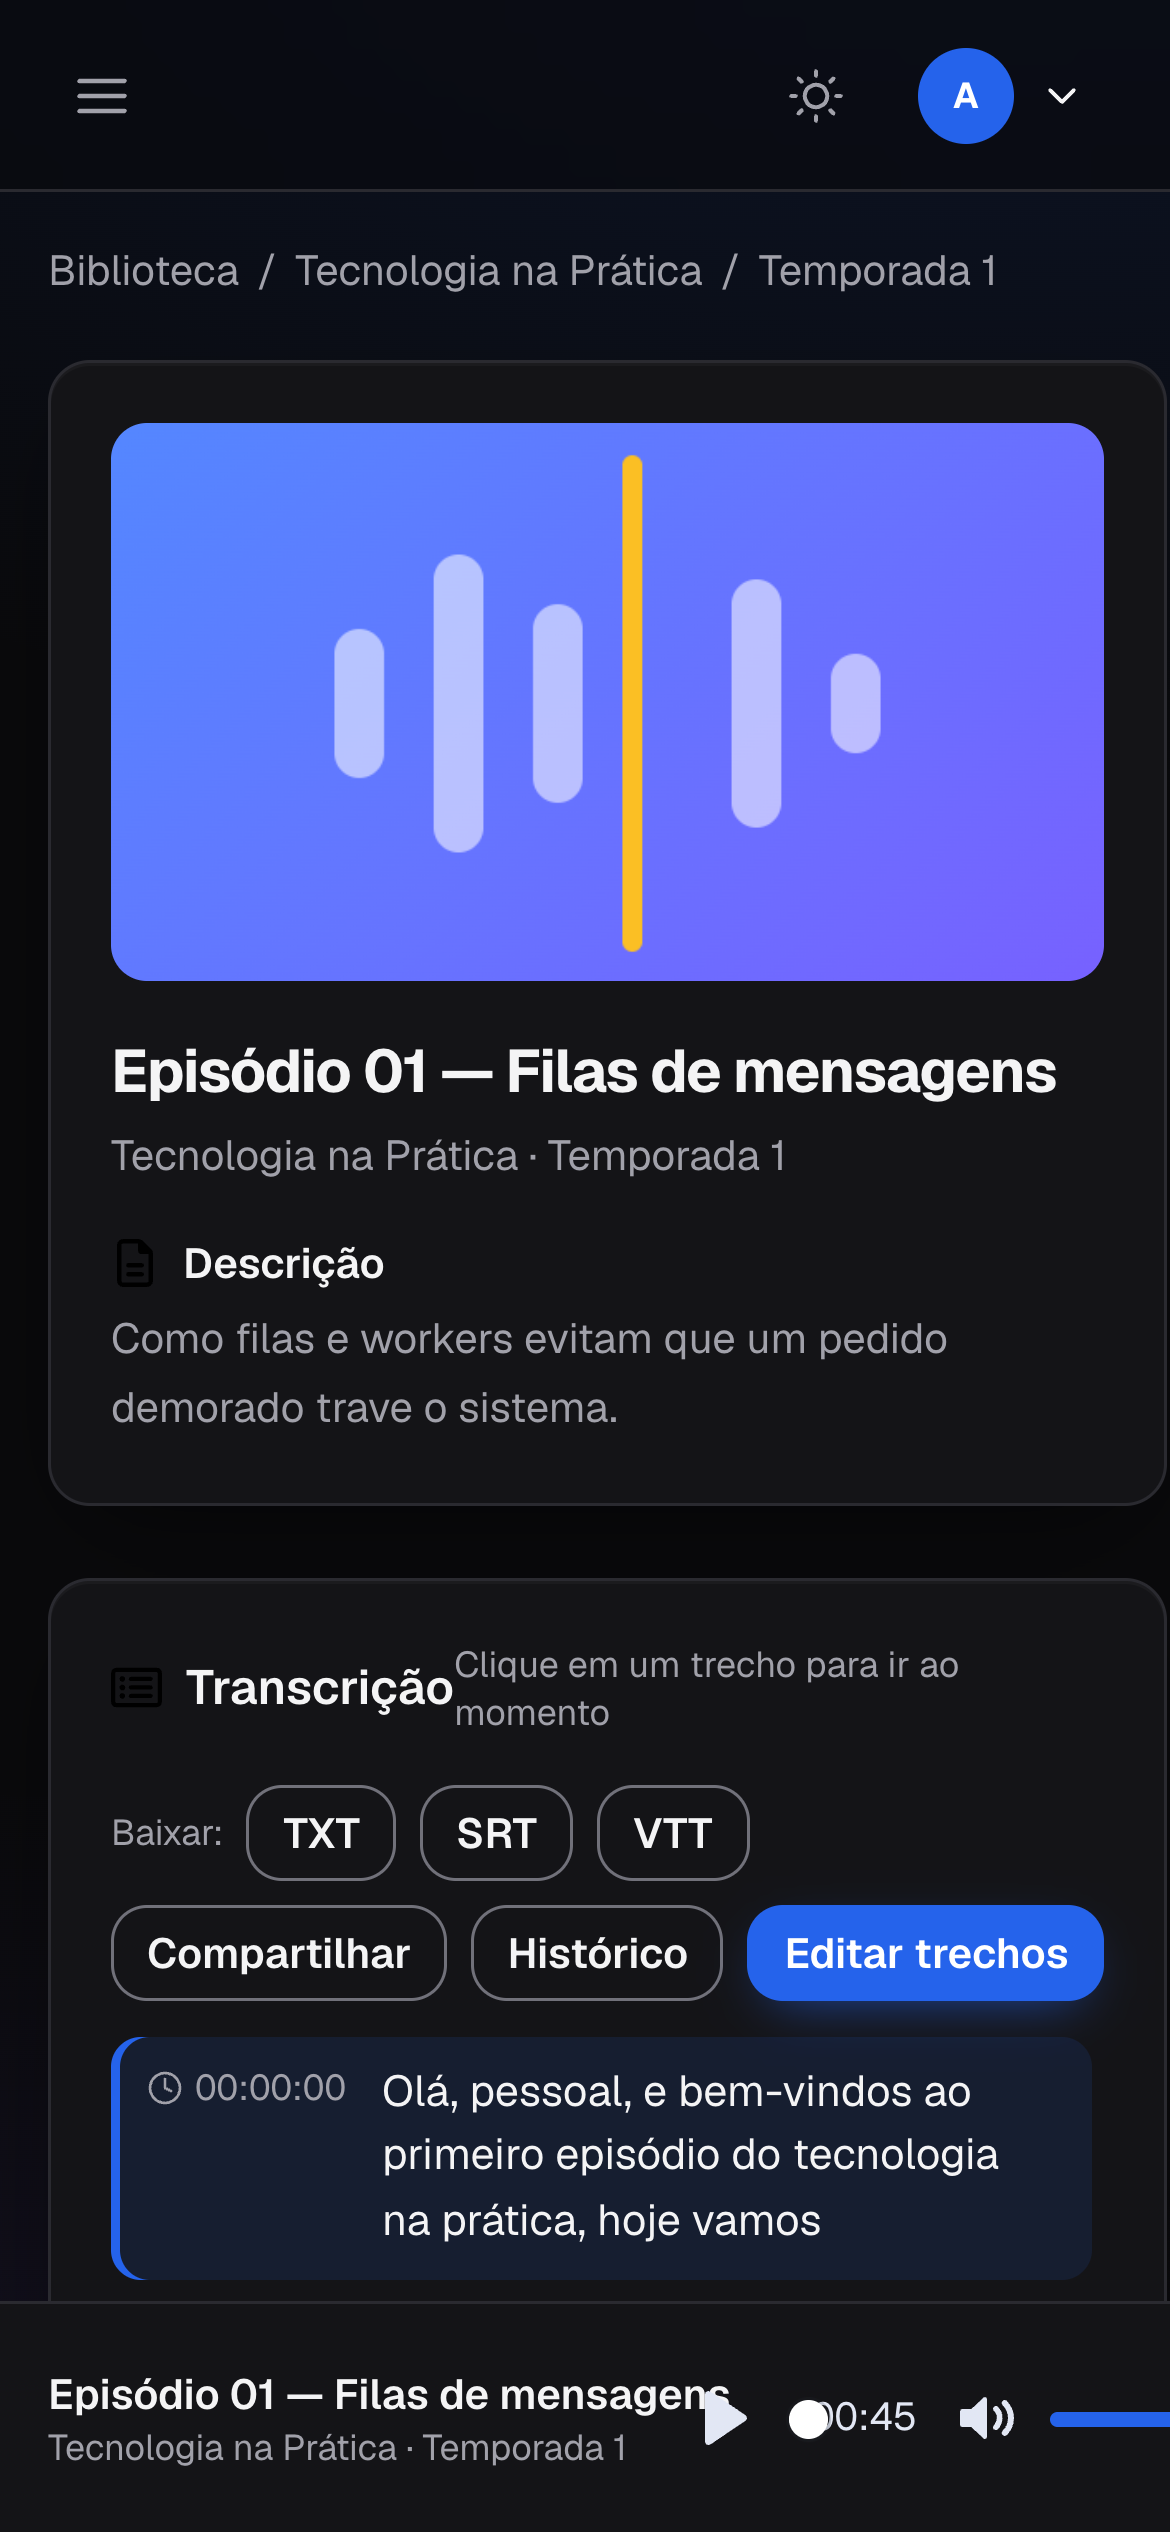 A
Biblioteca / Tecnologia na Prática / Temporada 1
Episódio 01 — Filas de mensagens
Tecnologia na Prática · Temporada 1
Descrição
Como filas e workers evitam que um pedido
demorado trave o sistema.
Transcrição
Clique em um trecho para ir ao
momento
Baixar: TXT SRT VTT
Compartilhar Histórico Editar trechos
00:00:00
Olá, pessoal, e bem-vindos ao
primeiro episódio do tecnologia
na prática, hoje vamos
Episódio 01 — Filas de mensagens
Tecnologia na Prática · Temporada 1